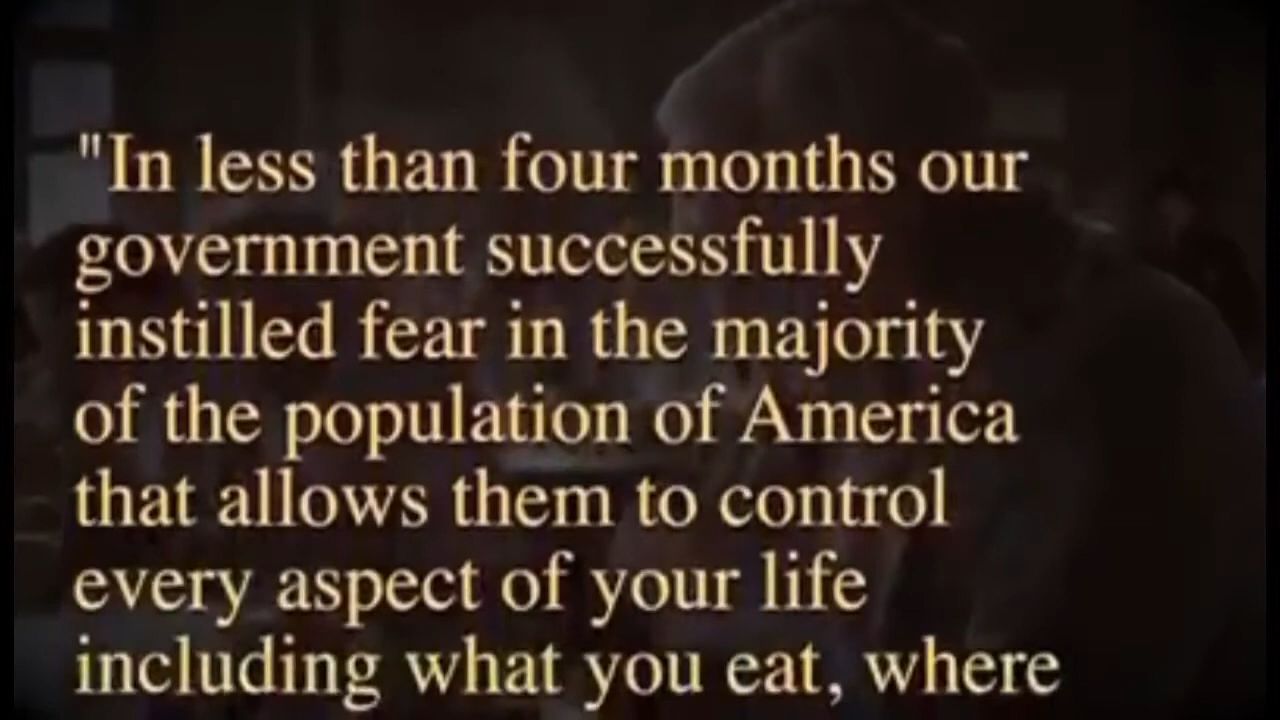 "In less than four months our
government successfully
instilled fear in the majority
of the population of America
that allows them to control
every aspect of your life
including what you eat, where